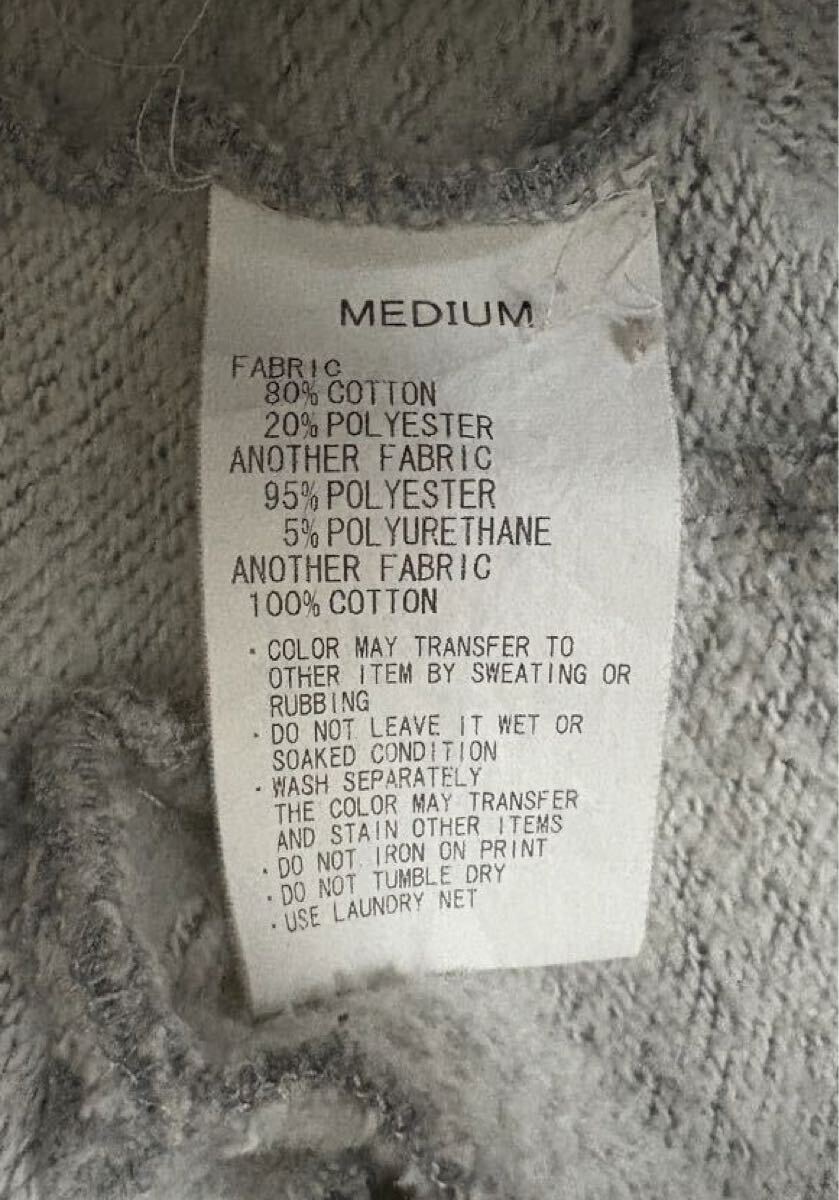 MEDIUM
FABRIC
80% COTTON
20% POLYESTER
ANOTHER FABRIC
95% POLYESTER
5% POLYURETHANE
ANOTHER FABRIC
100% COTTON
・COLOR MAY TRANSFER TO
OTHER ITEM BY SWEATING OR
RUBBING
・DO NOT LEAVE IT WET OR
SOAKED CONDITION
・WASH SEPARATELY
THE COLOR MAY TRANSFER
AND STAIN OTHER ITEMS
・DO NOT IRON ON PRINT
・DO NOT TUMBLE DRY
・USE LAUNDRY NET